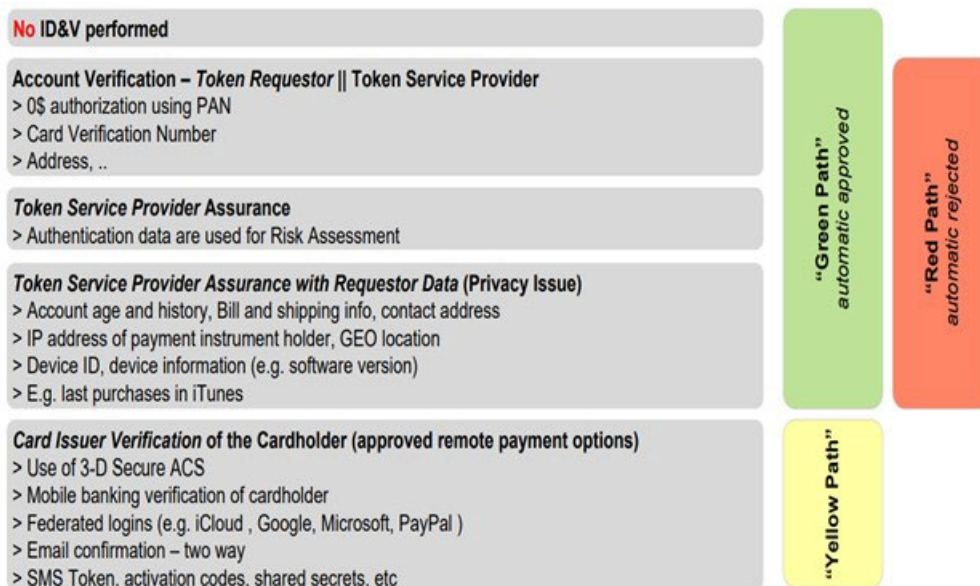 No ID&V performed
Account Verification – Token Requestor || Token Service Provider
> 0$ authorization using PAN
> Card Verification Number
> Address, ..
Token Service Provider Assurance
> Authentication data are used for Risk Assessment
Token Service Provider Assurance with Requestor Data (Privacy Issue)
> Account age and history, Bill and shipping info, contact address
> IP address of payment instrument holder, GEO location
> Device ID, device information (e.g. software version)
> E.g. last purchases in iTunes
Card Issuer Verification of the Cardholder (approved remote payment options)
> Use of 3-D Secure ACS
> Mobile banking verification of cardholder
> Federated logins (e.g. iCloud , Google, Microsoft, PayPal )
> Email confirmation – two way
> SMS Token, activation codes, shared secrets, etc
“Green Path”
automatic approved
“Red Path”
automatic rejected
“Yellow Path”